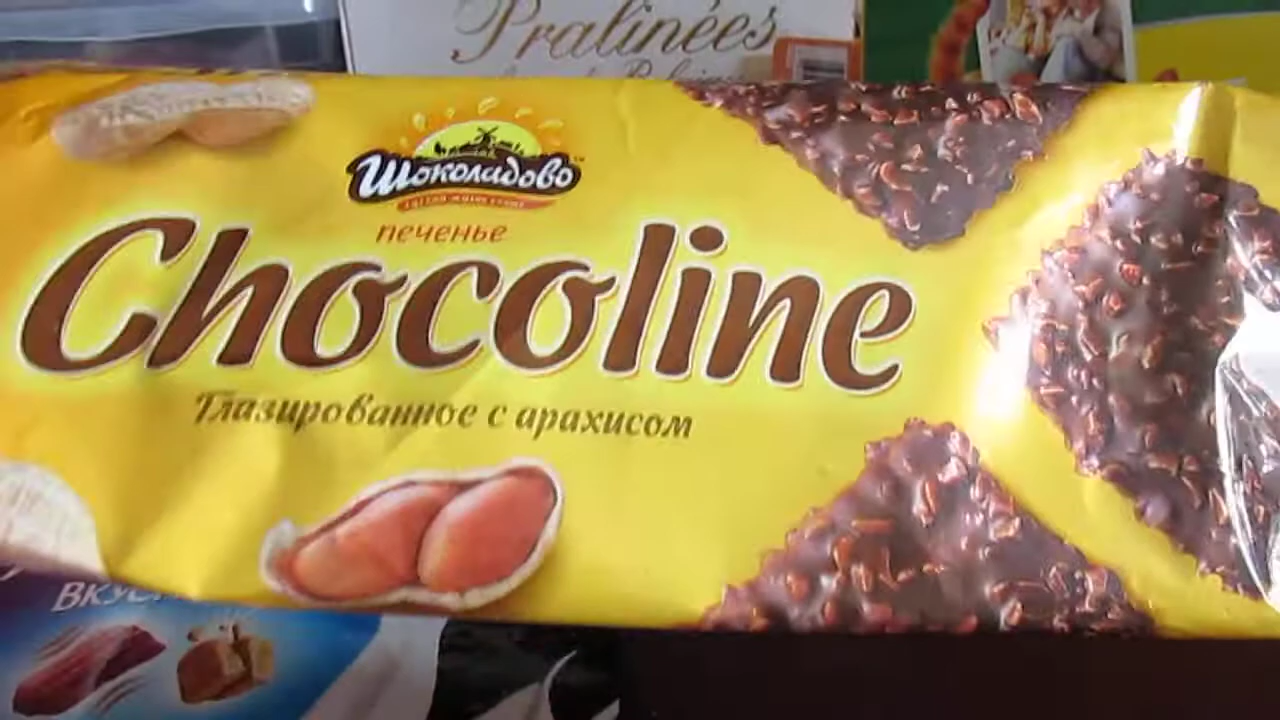 Pralinées
Шоколадово
печенье
Chocoline
Глазированное с арахисом